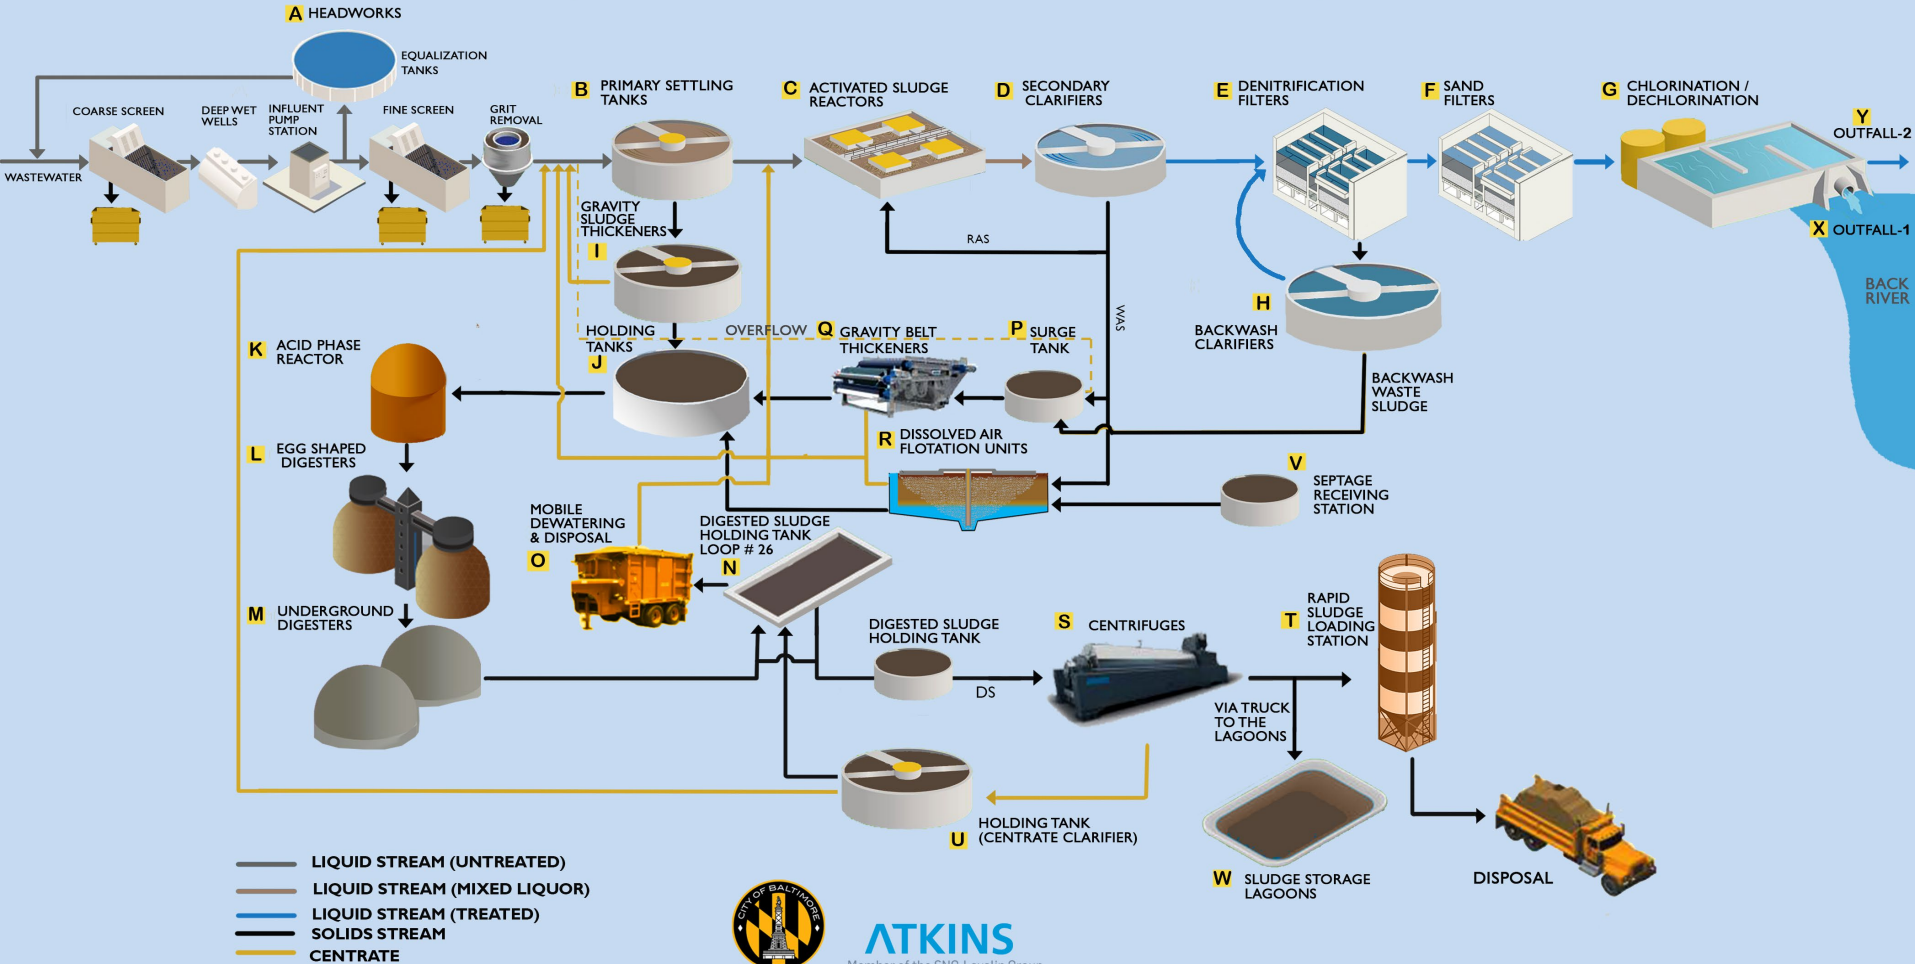 A HEADWORKS
EQUALIZATION
TANKS
COARSE SCREEN
DEEP WET
WELLS
INFLUENT
PUMP
STATION
FINE SCREEN
GRIT
REMOVAL
WASTEWATER
B PRIMARY SETTLING
TANKS
C ACTIVATED SLUDGE
REACTORS
D SECONDARY
CLARIFIERS
E DENITRIFICATION
FILTERS
F SAND
FILTERS
G CHLORINATION /
DECHLORINATION
Y
OUTFALL-2
X OUTFALL-1
BACK
RIVER
GRAVITY
SLUDGE
THICKENERS
I
RAS
WAS
H
BACKWASH
CLARIFIERS
HOLDING
TANKS
J
OVERFLOW
Q GRAVITY BELT
THICKENERS
P SURGE
TANK
K ACID PHASE
REACTOR
BACKWASH
WASTE
SLUDGE
R DISSOLVED AIR
FLOTATION UNITS
L EGG SHAPED
DIGESTERS
V
SEPTAGE
RECEIVING
STATION
MOBILE
DEWATERING
& DISPOSAL
O
DIGESTED SLUDGE
HOLDING TANK
LOOP # 26
N
M UNDERGROUND
DIGESTERS
DIGESTED SLUDGE
HOLDING TANK
DS
S CENTRIFUGES
T
RAPID
SLUDGE
LOADING
STATION
VIA TRUCK
TO THE
LAGOONS
U
HOLDING TANK
(CENTRATE CLARIFIER)
W SLUDGE STORAGE
LAGOONS
DISPOSAL
LIQUID STREAM (UNTREATED)
LIQUID STREAM (MIXED LIQUOR)
LIQUID STREAM (TREATED)
SOLIDS STREAM
CENTRATE
CITY OF BALTIMORE
ATKINS